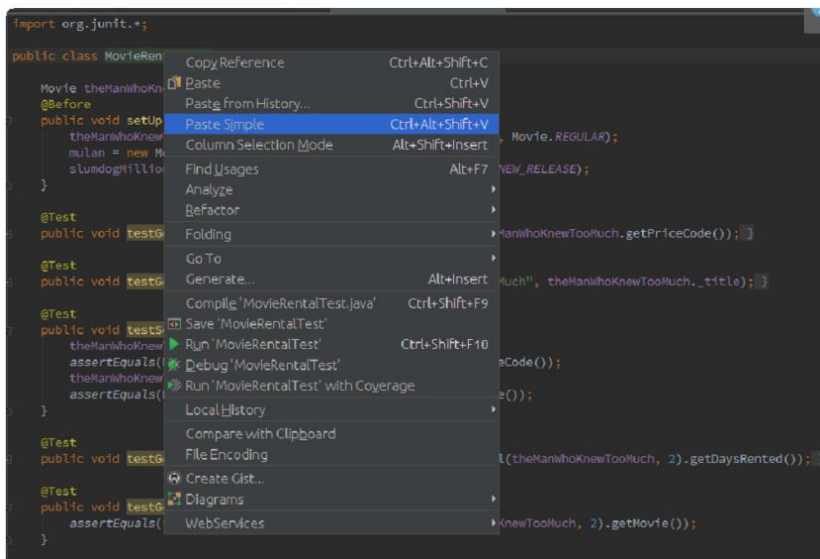 import org.junit.*;
public class MovieRen
Copy Reference Ctrl+Alt+Shift+C
Movie theManWhoKn Paste Ctrl+V
@Before Paste from History... Ctrl+Shift+V
public void setUp Paste Simple Ctrl+Alt+Shift+V
theManWhoKnew Column Selection Mode Alt+Shift+Insert , Movie.REGULAR);
mulan = new M
slumdogMillio Find Usages Alt+F7 NEW_RELEASE);
} Analyze
Refactor
@Test
public void testG Folding ManWhoKnewTooMuch.getPriceCode()); }
Go To
@Test
public void testG Generate... Alt+Insert Much", theManWhoKnewTooMuch._title); }
Compile 'MovieRentalTest.java' Ctrl+Shift+F9
@Test Save 'MovieRentalTest'
public void testS
theManWhoKnew Run 'MovieRentalTest' Ctrl+Shift+F10
assertEquals( Debug 'MovieRentalTest' eCode());
theManWhoKnew
assertEquals( Run 'MovieRentalTest' with Coverage e());
} Local History
Compare with Clipboard
@Test
public void testG File Encoding l(theManWhoKnewTooMuch, 2).getDaysRented());
Create Gist...
@Test Diagrams
public void testG
assertEquals( WebServices KnewTooMuch, 2).getMovie());
}